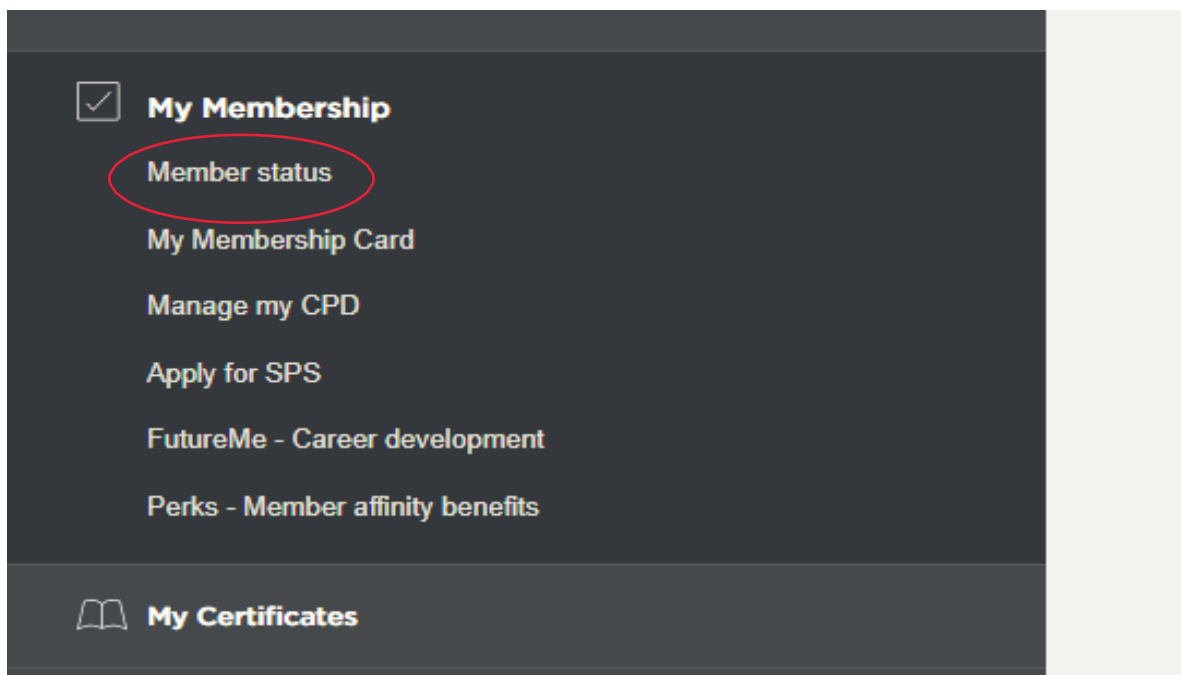 My Membership
Member status
My Membership Card
Manage my CPD
Apply for SPS
FutureMe - Career development
Perks - Member affinity benefits
My Certificates